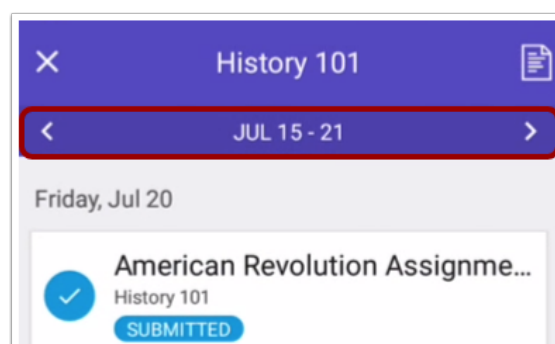 History 101
JUL 15 - 21
Friday, Jul 20
American Revolution Assignme...
History 101
SUBMITTED